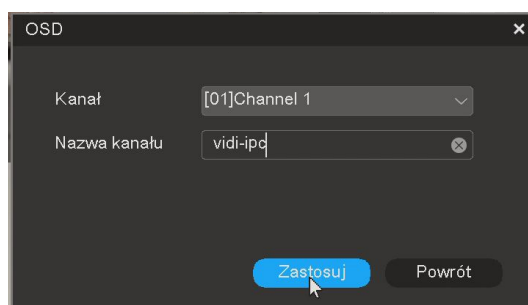 OSD
Kanał [01]Channel 1
Nazwa kanału vidi-ipc
Zastosuj Powrót